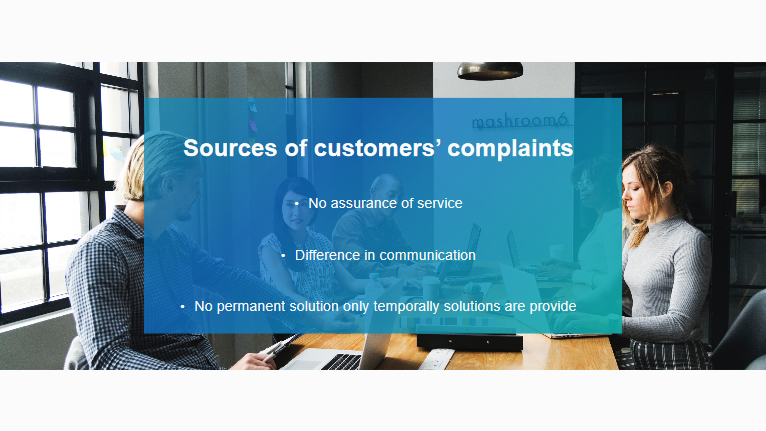 mashroom6
Sources of customers’ complaints
• No assurance of service
• Difference in communication
• No permanent solution only temporally solutions are provide